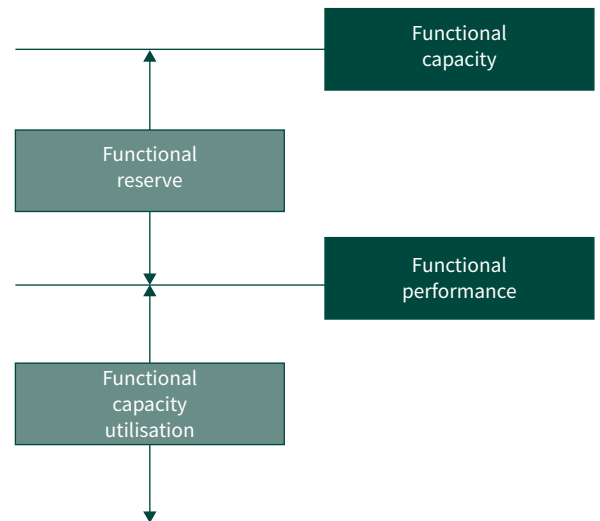 Functional
capacity
Functional
reserve
Functional
performance
Functional
capacity
utilisation